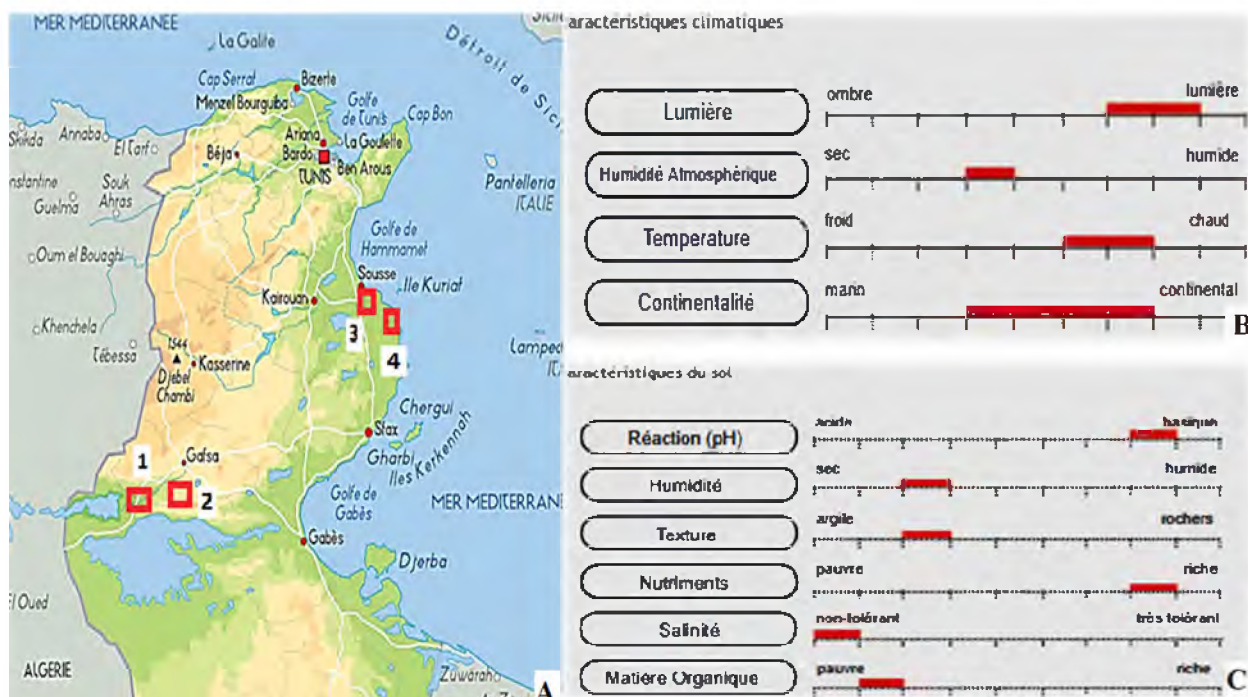 MER MEDITERRANEE
La Galite
Détroit de Sici
Cap Serrat
Bizerte
Menzel Bourguiba
Golfe
de Tunis
Cap Bon
Skikda
Annaba
El Tarf
Ariana
La Goulette
Béja
Bardo
Ben Arous
TUNIS
Pantelleria
ITALIE
Constantine
Souk
Ahras
Guelma
Golfe de
Hammamet
Oum el Bouaghi
Sousse
Ile Kuriat
Kairouan
3
Khenchela
1544
4
Tébessa
Kasserine
Djebel
Chambi
Chergui
Sfax
1
Gafsa
Gharbi
Iles Kerkennah
2
Golfe de
Gabès
MER MEDITERRANE
Gabès
Djerba
El Oued
ALGERIE
Zuwarah
A
aractéristiques climatiques
Lumière
ombre
lumière
Humidité Atmosphérique
sec
humide
Temperature
froid
chaud
Continentalité
marin
continental
B
aractéristiques du sol
Réaction (pH)
acide
basique
Humidité
sec
humide
Texture
argile
rochers
Nutriments
pauvre
riche
Salinité
non-tolérant
très tolérant
Matière Organique
pauvre
riche
C